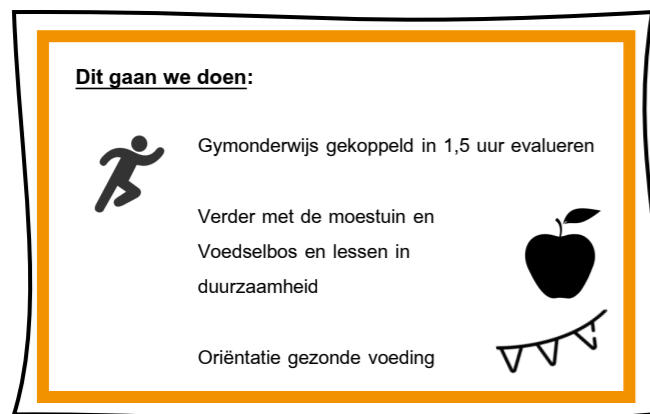 Dit gaan we doen:
Gymonderwijs gekoppeld in 1,5 uur evalueren
Verder met de moestuin en
Voedselbos en lessen in
duurzaamheid
Oriëntatie gezonde voeding